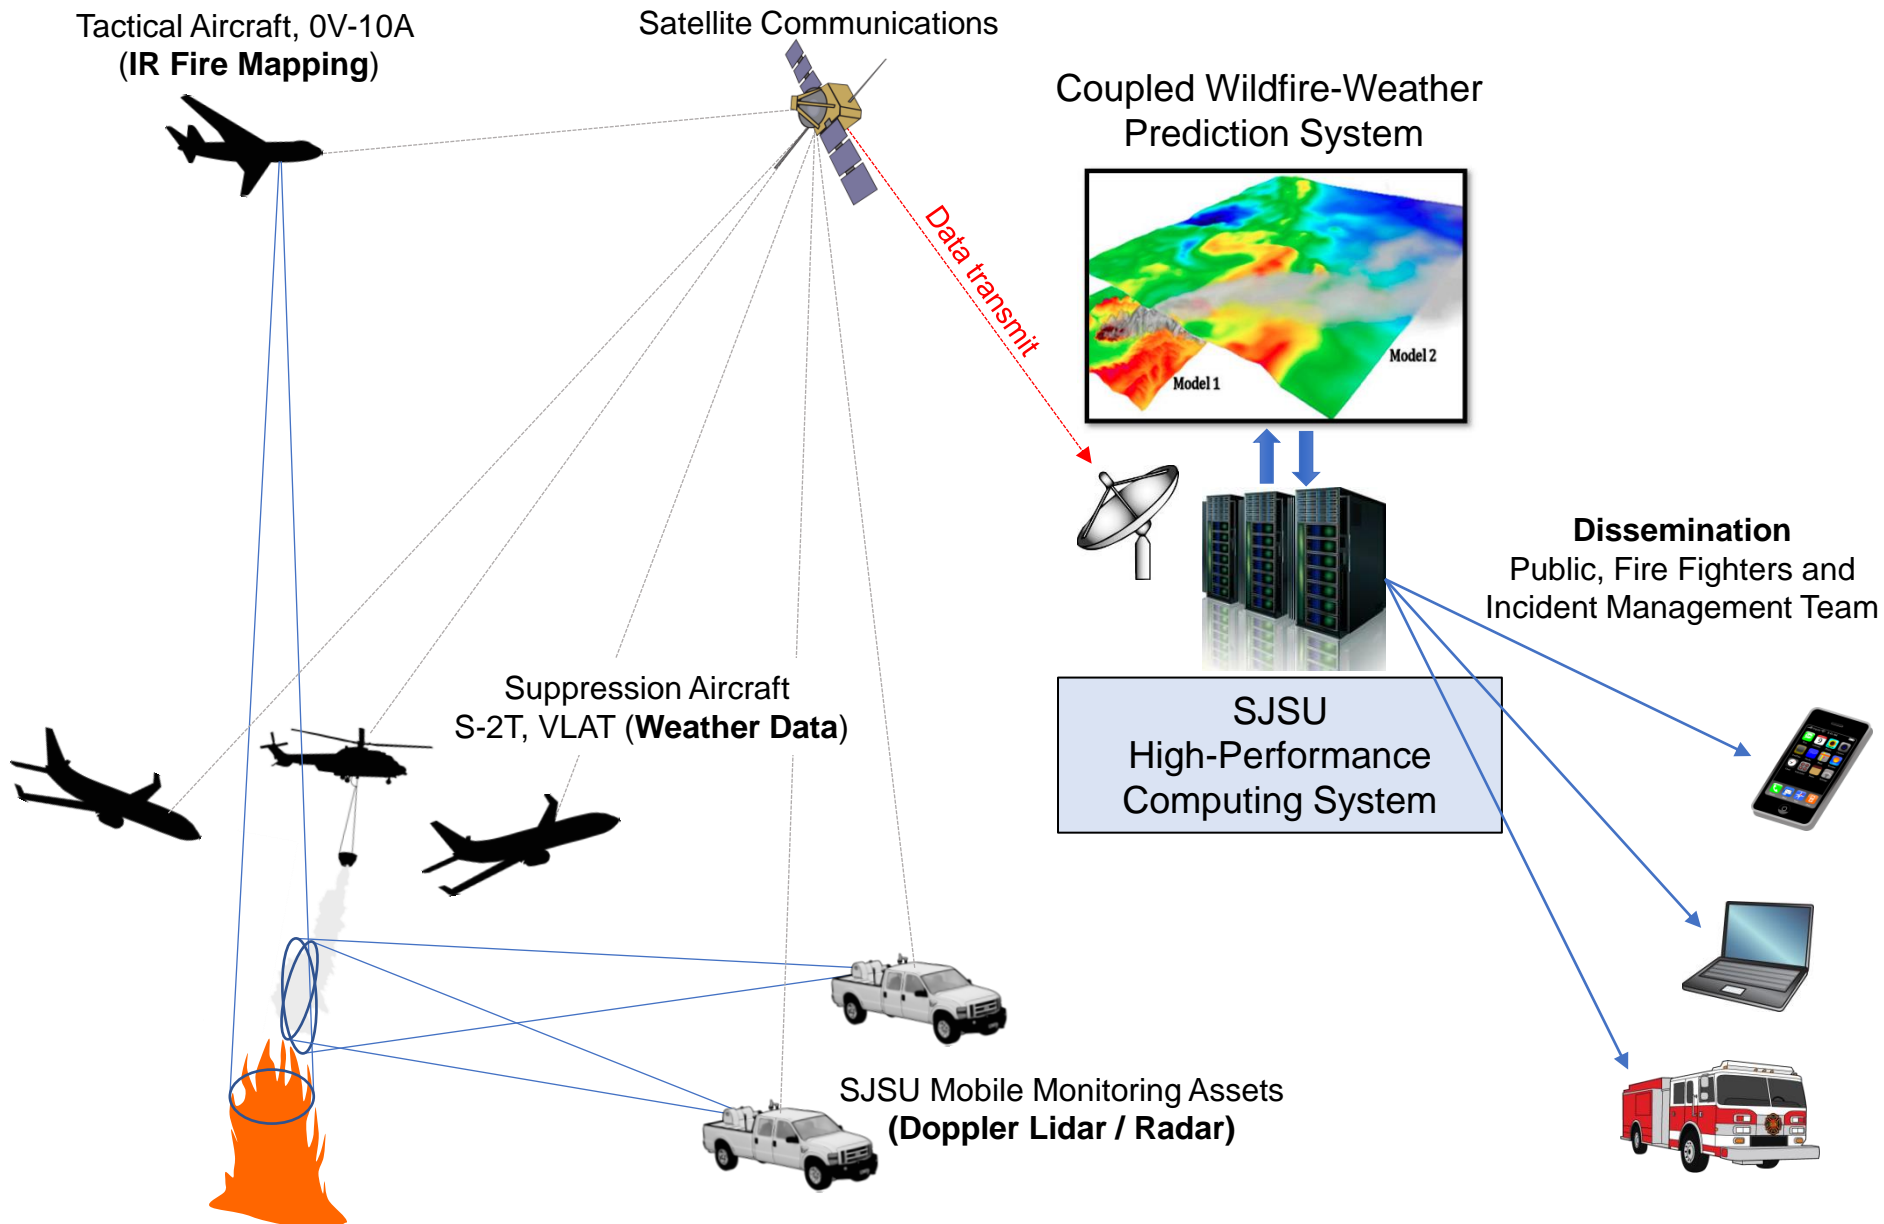 Tactical Aircraft, 0V-10A
(IR Fire Mapping)
Satellite Communications
Coupled Wildfire-Weather
Prediction System
Data transmit
Model 1
Model 2
Dissemination
Public, Fire Fighters and
Incident Management Team
Suppression Aircraft
S-2T, VLAT (Weather Data)
SJSU
High-Performance
Computing System
SJSU Mobile Monitoring Assets
(Doppler Lidar / Radar)